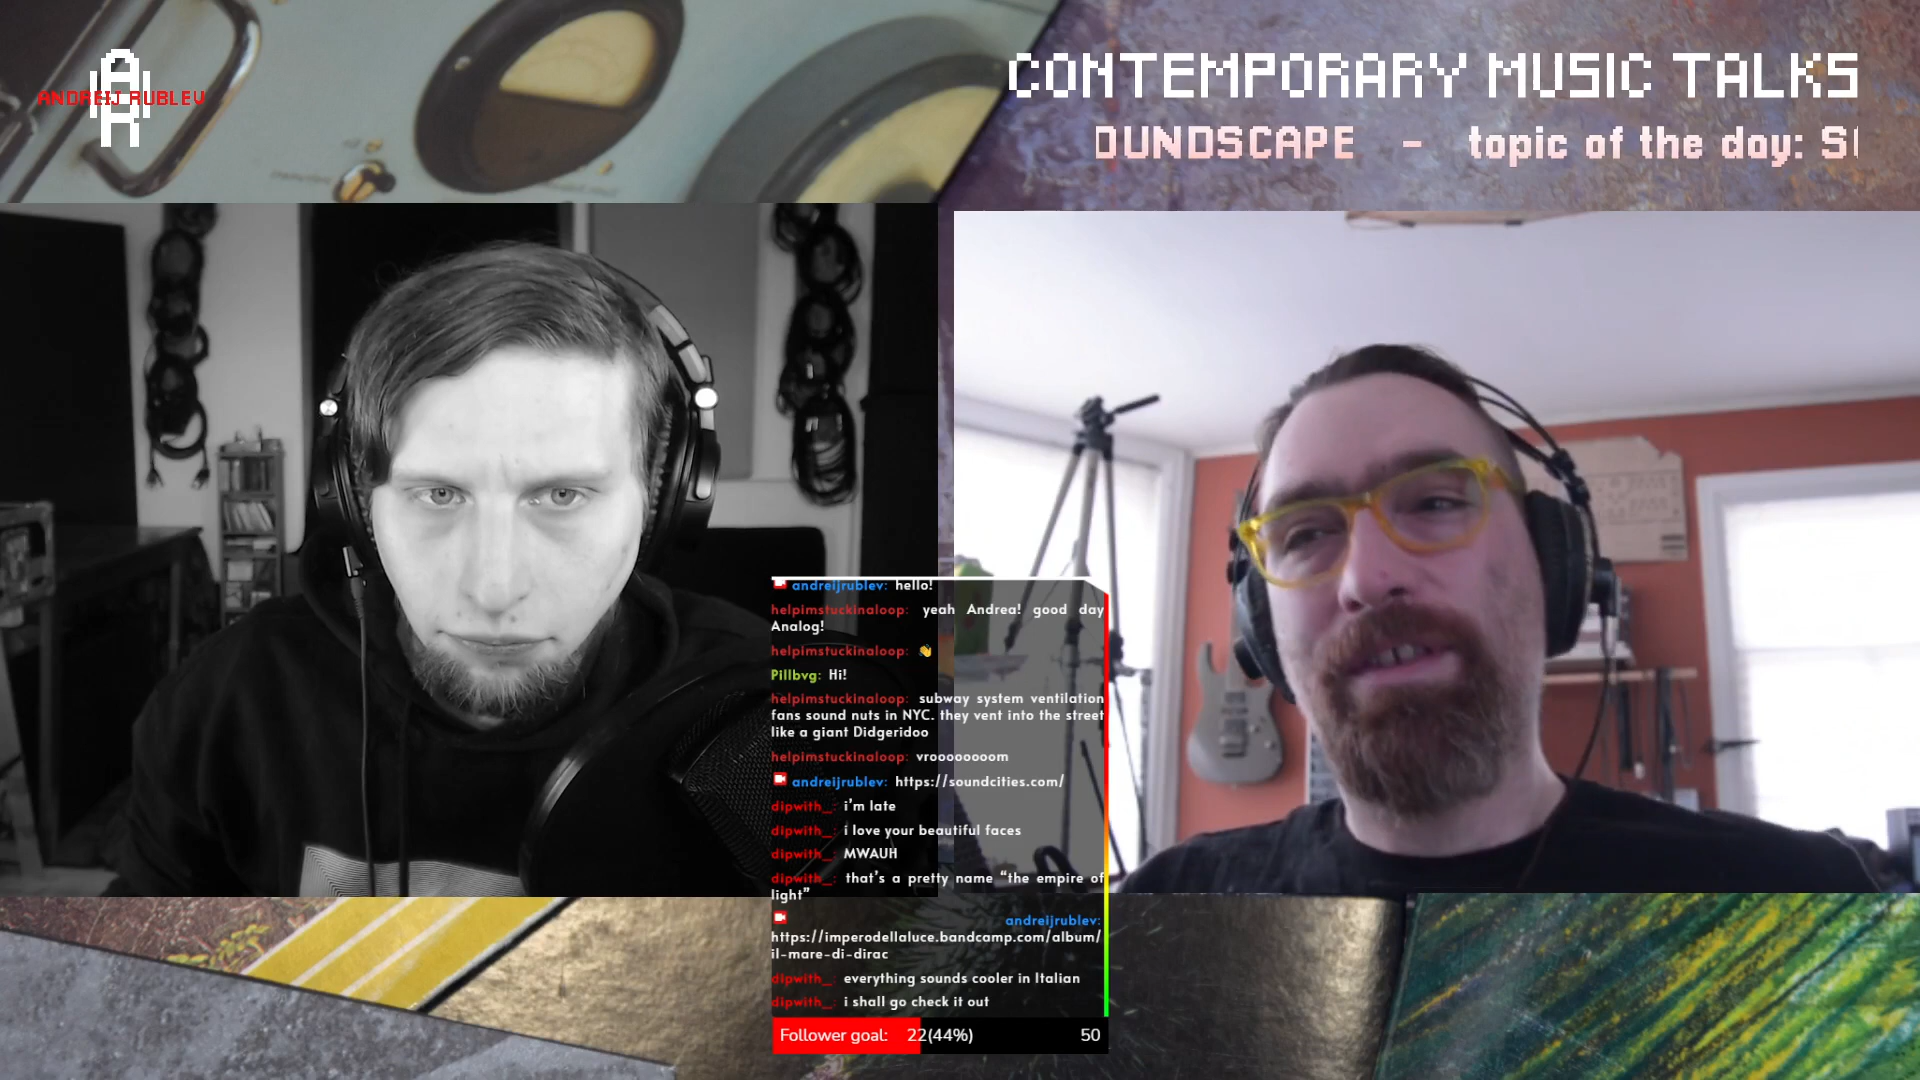 ANDREIJ RUBLEV
CONTEMPORARY MUSIC TALKS
OUNDSCAPE - topic of the day: S
andreijrublev: hello!
helpimstuckinaloop: yeah Andrea! good day
Analog!
helpimstuckinaloop: 👋
Pillbvg: Hi!
helpimstuckinaloop: subway system ventilation
fans sound nuts in NYC. they vent into the street
like a giant Didgeridoo
helpimstuckinaloop: vroooooooom
andreijrublev: https://soundcities.com/
dipwith_: i'm late
dipwith_: i love your beautiful faces
dipwith_: MWAUH
dipwith_: that's a pretty name “the empire of
light”
andreijrublev:
https://imperodellaluce.bandcamp.com/album/
il-mare-di-dirac
dipwith_: everything sounds cooler in Italian
dipwith_: i shall go check it out
Follower goal: 22(44%) 50